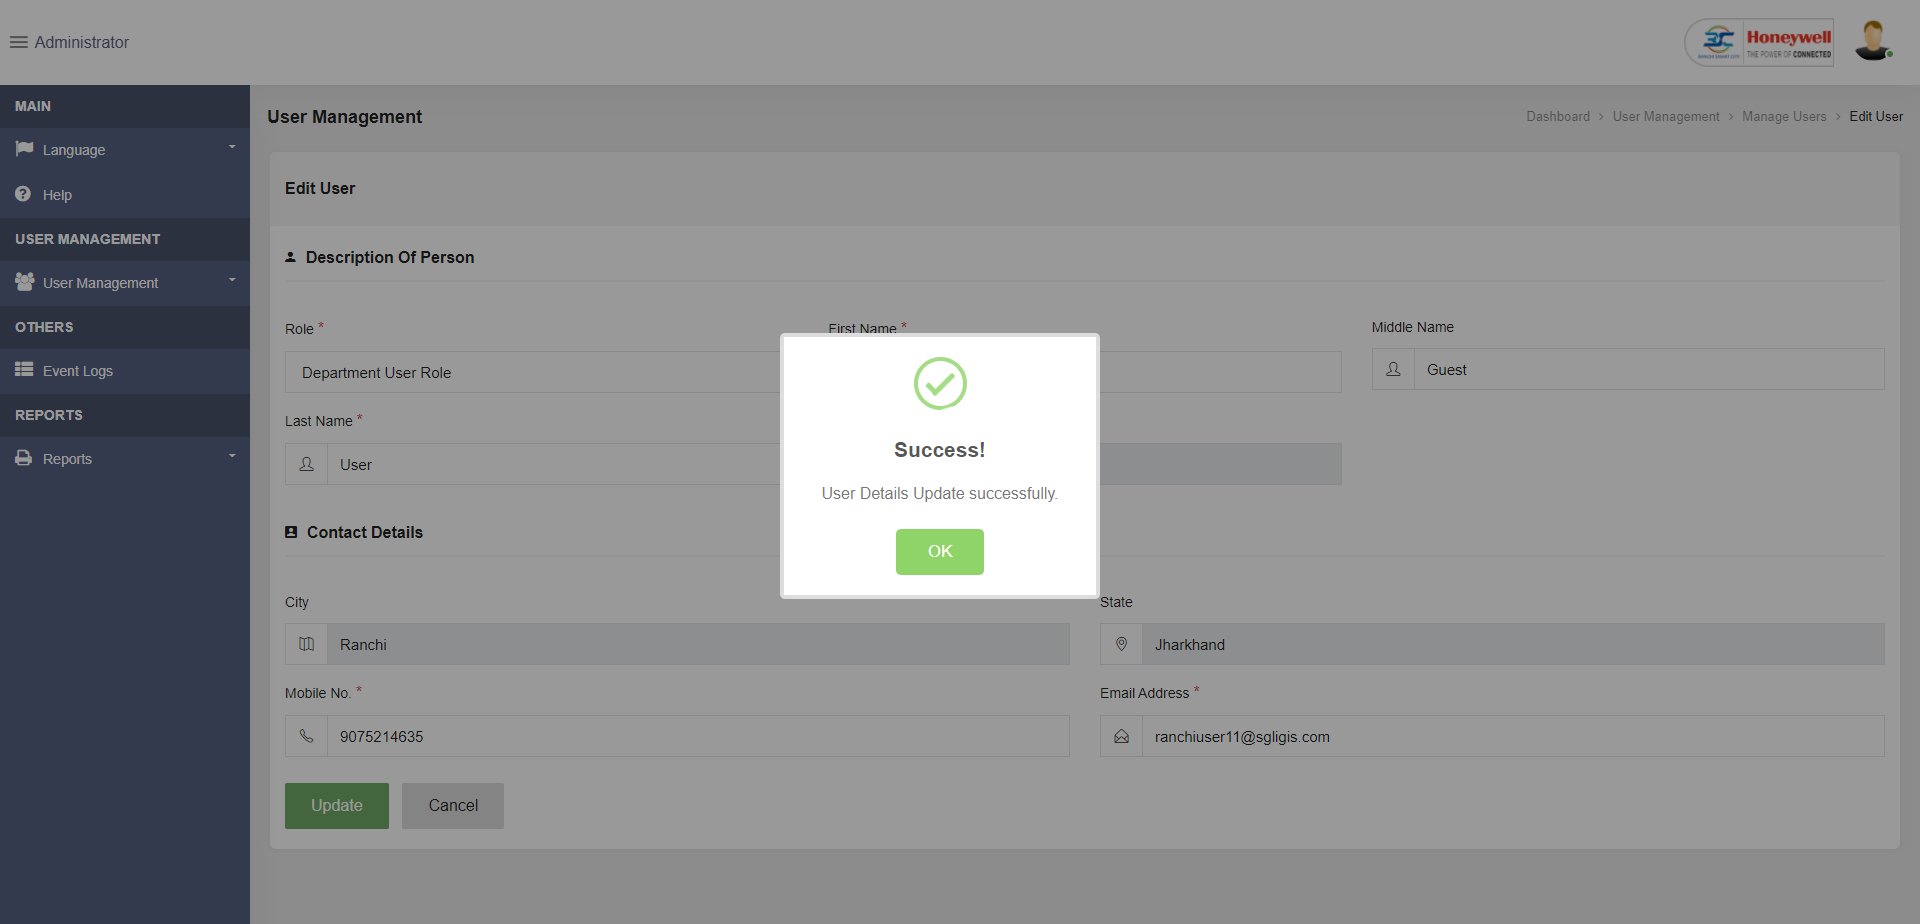 Administrator
Honeywell
THE POWER OF CONNECTED
MAIN
Language
Help
USER MANAGEMENT
User Management
OTHERS
Event Logs
REPORTS
Reports
User Management
Dashboard > User Management > Manage Users > Edit User
Edit User
Description Of Person
Role *
First Name *
Middle Name
Department User Role
Guest
Last Name *
User
Success!
User Details Update successfully.
OK
Contact Details
City
State
Ranchi
Jharkhand
Mobile No. *
Email Address *
9075214635
ranchiuser11@sgligis.com
Update
Cancel